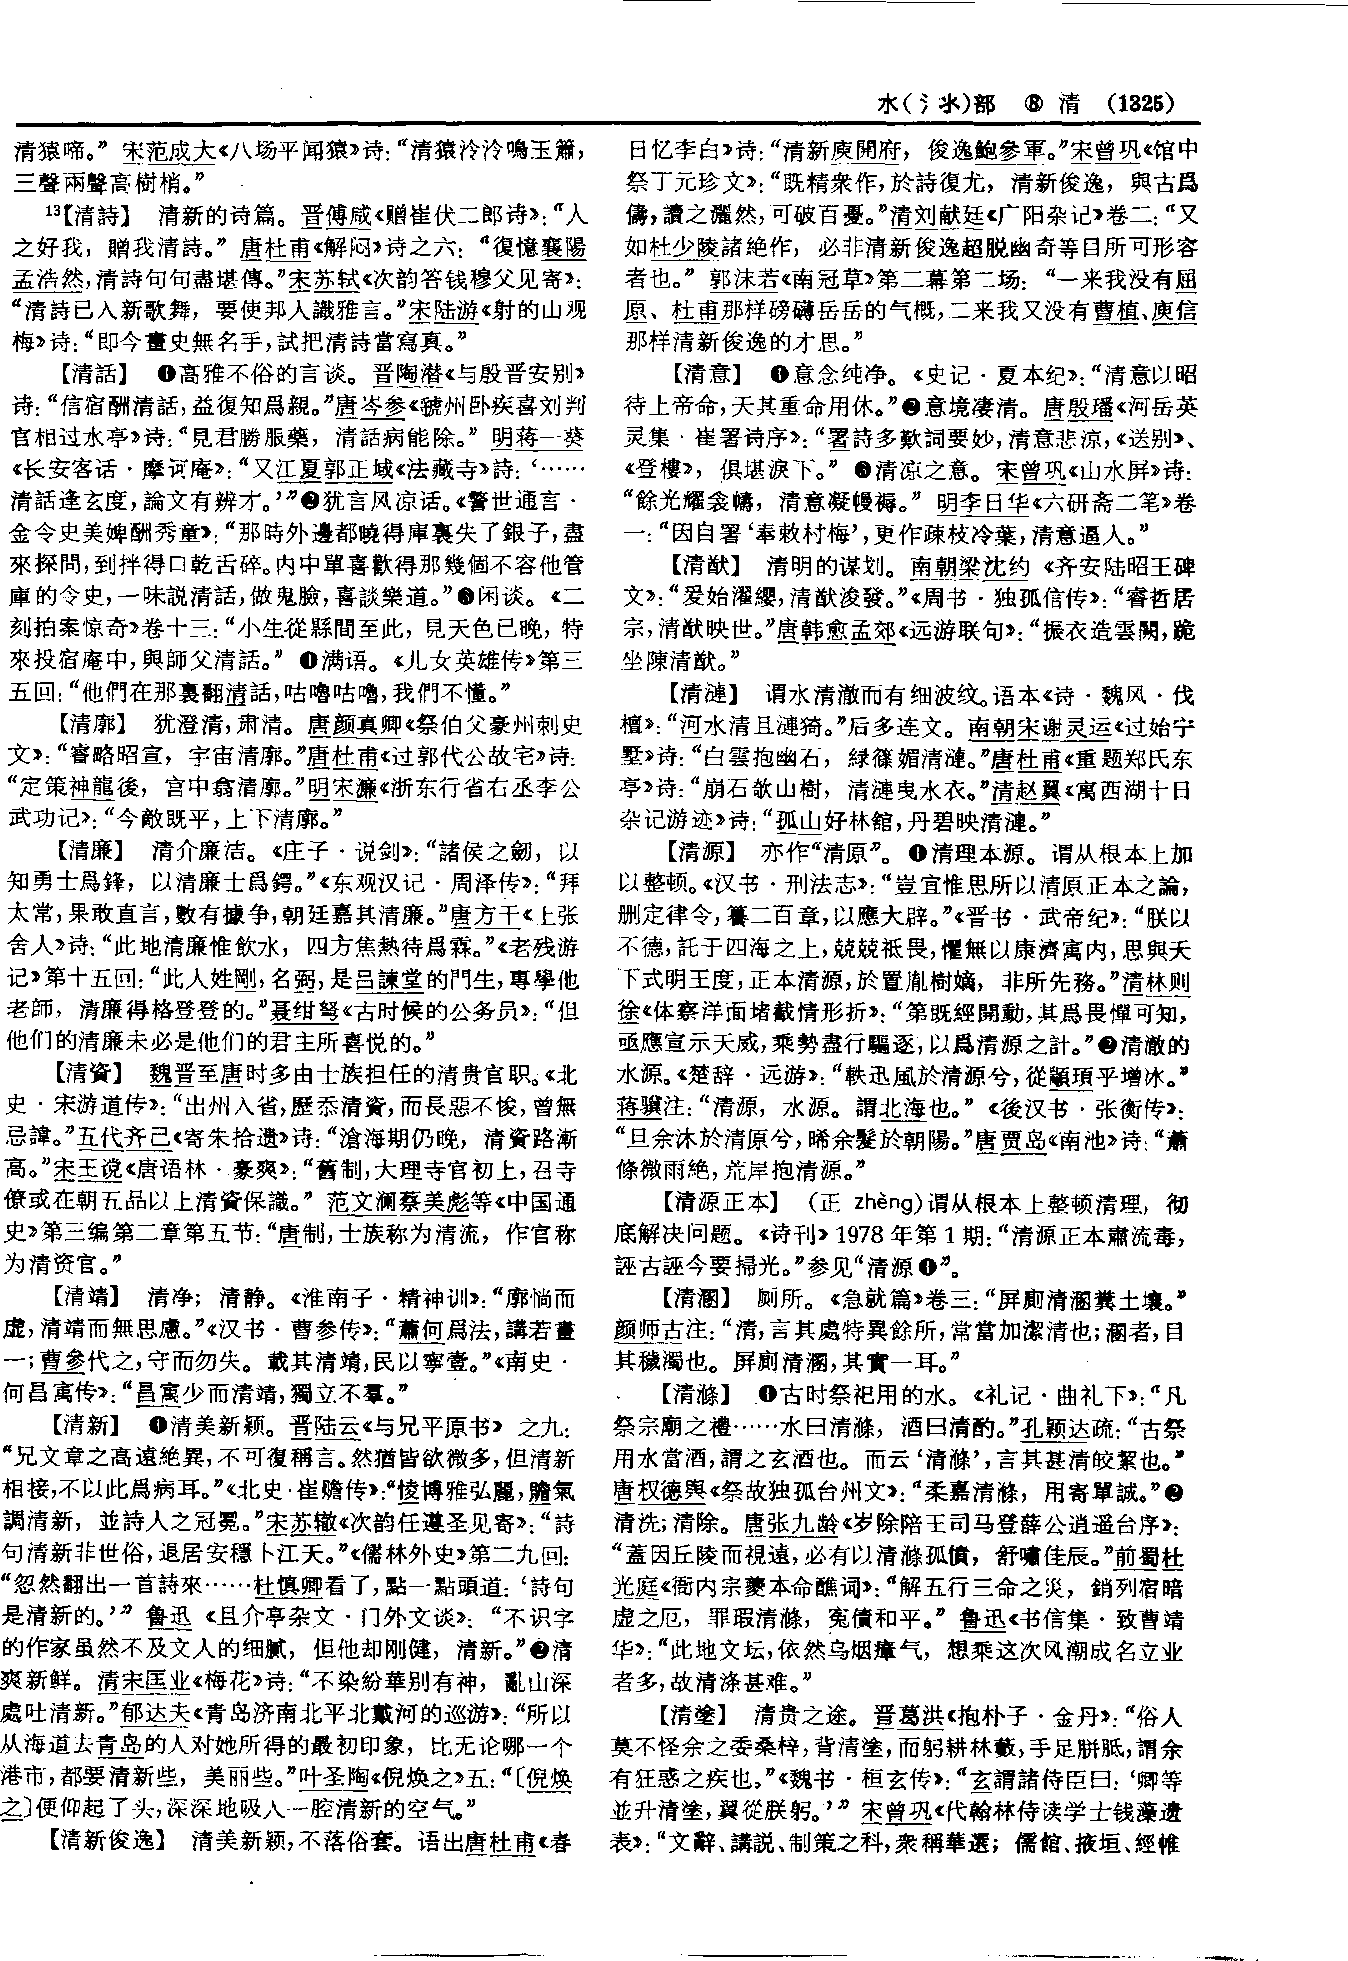 水(氵氺)部 ⑧ 清 (1325)
清猿啼。”宋范成大《八场平闻猿》诗：“清猿泠泠鳴玉簫，
三聲兩聲高樹梢。”
¹³【清詩】 清新的诗篇。晋傅咸《赠崔伏二郎诗》：“人
之好我，贈我清詩。”唐杜甫《解闷》诗之六：“復憶襄陽
孟浩然，清詩句句盡堪傳。”宋苏轼《次韵答钱穆父见寄》：
“清詩已入新歌舞，要使邦人識雅言。”宋陆游《射的山观
梅》诗：“即今畫史無名手，試把清詩當寫真。”
【清話】 ❶高雅不俗的言谈。晋陶潜《与殷晋安别》
诗：“信宿酬清話，益復知爲親。”唐岑参《虢州卧疾喜刘判
官相过水亭》诗：“見君勝服藥，清話病能除。”明蒋一葵
《长安客话·摩诃庵》：“又江夏郭正域《法藏寺》詩：‘……
清話逢玄度，論文有辨才。’”❷犹言风凉话。《警世通言·
金令史美婢酬秀童》：“那時外邊都曉得庫裏失了銀子，盡
來探問，到拌得口乾舌碎。内中單喜歡得那幾個不容他管
庫的令史，一味説清話，做鬼臉，喜談樂道。”❸闲谈。《二
刻拍案惊奇》卷十三：“小生從縣間至此，見天色已晚，特
來投宿庵中，與師父清話。”❹满语。《儿女英雄传》第三
五回：“他們在那裏翻清話，咕嚕咕嚕，我們不懂。”
【清廓】 犹澄清，肃清。唐颜真卿《祭伯父豪州刺史
文》：“睿略昭宣，宇宙清廓。”唐杜甫《过郭代公故宅》诗：
“定策神龍後，宫中翕清廓。”明宋濂《浙东行省右丞李公
武功记》：“今敵既平，上下清廓。”
【清廉】 清介廉洁。《庄子·说剑》：“諸侯之劒，以
知勇士爲鋒，以清廉士爲鍔。”《东观汉记·周泽传》：“拜
太常，果敢直言，數有據争，朝廷嘉其清廉。”唐方干《上张
舍人》诗：“此地清廉惟飲水，四方焦熱待爲霖。”《老残游
记》第十五回：“此人姓剛，名弼，是吕諫堂的門生，專學他
老師，清廉得格登登的。”聂绀弩《古时候的公务员》：“但
他们的清廉未必是他们的君主所喜悦的。”
【清資】 魏晋至唐时多由士族担任的清贵官职。《北
史·宋游道传》：“出州入省，歷忝清資，而長惡不悛，曾無
忌諱。”五代齐己《寄朱拾遗》诗：“滄海期仍晚，清資路漸
高。”宋王谠《唐语林·豪爽》：“舊制，大理寺官初上，召寺
僚或在朝五品以上清資保識。”范文澜蔡美彪等《中国通
史》第三编第二章第五节：“唐制，士族称为清流，作官称
为清资官。”
【清靖】 清净；清静。《淮南子·精神训》：“廓惝而
虚，清靖而無思慮。”《汉书·曹参传》：“蕭何爲法，講若畫
一；曹參代之，守而勿失。載其清靖，民以寧壹。”《南史·
何昌寓传》：“昌寓少而清靖，獨立不羣。”
【清新】 ❶清美新颖。晋陆云《与兄平原书》之九：
“兄文章之高遠絶異，不可復稱言。然猶皆欲微多，但清新
相接，不以此爲病耳。”《北史·崔赡传》：“㥄博雅弘麗，贍氣
調清新，並詩人之冠冕。”宋苏辙《次韵任遵圣见寄》：“詩
句清新非世俗，退居安穩卜江天。”《儒林外史》第二九回：
“忽然翻出一首詩來……杜慎卿看了，點一點頭道：‘詩句
是清新的。’”鲁迅《且介亭杂文·门外文谈》：“不识字
的作家虽然不及文人的细腻，但他却刚健，清新。”❷清
爽新鲜。清宋匡业《梅花》诗：“不染紛華别有神，亂山深
處吐清新。”郁达夫《青岛济南北平北戴河的巡游》：“所以
从海道去青岛的人对她所得的最初印象，比无论哪一个
港市，都要清新些，美丽些。”叶圣陶《倪焕之》五：“〔倪焕
之〕便仰起了头，深深地吸入一腔清新的空气。”
【清新俊逸】 清美新颖，不落俗套。语出唐杜甫《春
日忆李白》诗：“清新庾開府，俊逸鮑參軍。”宋曾巩《馆中
祭丁元珍文》：“既精衆作，於詩復尤，清新俊逸，與古爲
儔，讀之灑然，可破百憂。”清刘献廷《广阳杂记》卷二：“又
如杜少陵諸絶作，必非清新俊逸超脱幽奇等目所可形容
者也。”郭沫若《南冠草》第二幕第二场：“一来我没有屈
原、杜甫那样磅礴岳岳的气概，二来我又没有曹植、庾信
那样清新俊逸的才思。”
【清意】 ❶意念纯净。《史记·夏本纪》：“清意以昭
待上帝命，天其重命用休。”❷意境凄清。唐殷璠《河岳英
灵集·崔署诗序》：“署詩多歎詞要妙，清意悲凉，《送别》、
《登樓》，俱堪淚下。”❸清凉之意。宋曾巩《山水屏》诗：
“餘光耀衾幬，清意凝幔褥。”明李日华《六研斋二笔》卷
一：“因自署‘奉敕村梅’，更作疎枝冷葉，清意逼人。”
【清猷】 清明的谋划。南朝梁沈约《齐安陆昭王碑
文》：“爰始濯纓，清猷浚發。”《周书·独孤信传》：“睿哲居
宗，清猷映世。”唐韩愈孟郊《远游联句》：“振衣造雲闕，跪
坐陳清猷。”
【清漣】 谓水清澈而有细波纹。语本《诗·魏风·伐
檀》：“河水清且漣猗。”后多连文。南朝宋谢灵运《过始宁
墅》诗：“白雲抱幽石，緑篠媚清漣。”唐杜甫《重题郑氏东
亭》诗：“崩石欹山樹，清漣曳水衣。”清赵翼《寓西湖十日
杂记游迹》诗：“孤山好林館，丹碧映清漣。”
【清源】 亦作“清原”。❶清理本源。谓从根本上加
以整顿。《汉书·刑法志》：“豈宜惟思所以清原正本之論，
删定律令，籑二百章，以應大辟。”《晋书·武帝纪》：“朕以
不德，託于四海之上，兢兢祗畏，懼無以康濟寓内，思與天
下式明王度，正本清源，於置胤樹嫡，非所先務。”清林则
徐《体察洋面堵截情形折》：“第既經開動，其爲畏憚可知，
亟應宣示天威，乘勢盡行驅逐，以爲清源之計。”❷清澈的
水源。《楚辞·远游》：“軼迅風於清源兮，從顓頊乎增冰。”
蒋骥注：“清源，水源。謂北海也。”《後汉书·张衡传》：
“旦余沐於清原兮，晞余髮於朝陽。”唐贾岛《南池》诗：“蕭
條微雨絶，荒岸抱清源。”
【清源正本】 (正 zhèng)谓从根本上整顿清理，彻
底解决问题。《诗刊》1978年第1期：“清源正本肅流毒，
誣古誣今要掃光。”参见“清源❶”。
【清溷】 厕所。《急就篇》卷三：“屏廁清溷糞土壤。”
颜师古注：“清，言其處特異餘所，常當加潔清也；溷者，目
其穢濁也。屏廁清溷，其實一耳。”
【清滌】 ❶古时祭祀用的水。《礼记·曲礼下》：“凡
祭宗廟之禮……水曰清滌，酒曰清酌。”孔颖达疏：“古祭
用水當酒，謂之玄酒也。而云‘清滌’，言其甚清皎絜也。”
唐权德舆《祭故独孤台州文》：“柔嘉清滌，用寄單誠。”❷
清洗；清除。唐张九龄《岁除陪王司马登薛公逍遥台序》：
“蓋因丘陵而視遠，必有以清滌孤憤，舒嘯佳辰。”前蜀杜
光庭《衙内宗夔本命醮词》：“解五行三命之災，銷列宿暗
虚之厄，罪瑕清滌，寃債和平。”鲁迅《书信集·致曹靖
华》：“此地文坛，依然乌烟瘴气，想乘这次风潮成名立业
者多，故清涤甚难。”
【清塗】 清贵之途。晋葛洪《抱朴子·金丹》：“俗人
莫不怪余之委桑梓，背清塗，而躬耕林藪，手足胼胝，謂余
有狂惑之疾也。”《魏书·桓玄传》：“玄謂諸侍臣曰：‘卿等
並升清塗，翼從朕躬。’”宋曾巩《代翰林侍读学士钱藻遗
表》：“文辭、講説、制策之科，衆稱華選；儒館、掖垣、經帷